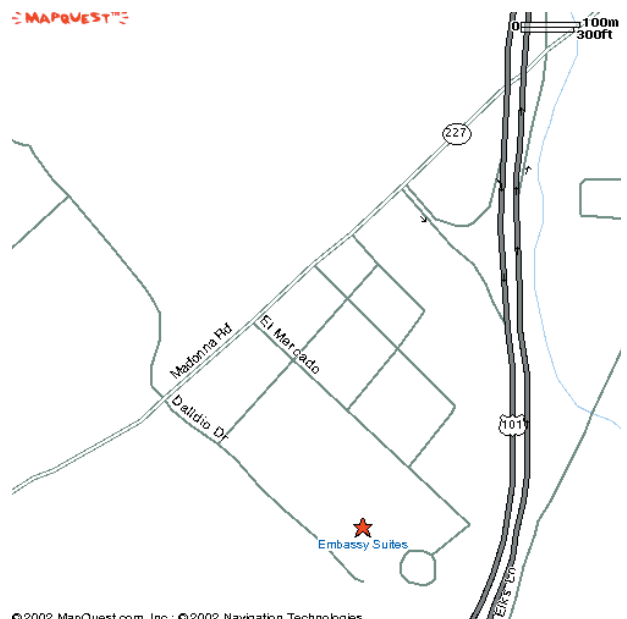 MAPQUEST™
0 100m
300ft
227
Madonna Rd
El Mercado
Dalidio Dr
101
Embassy Suites
Elks Ln
©2002 MapQuest.com, Inc.; ©2002 Navigation Technologies